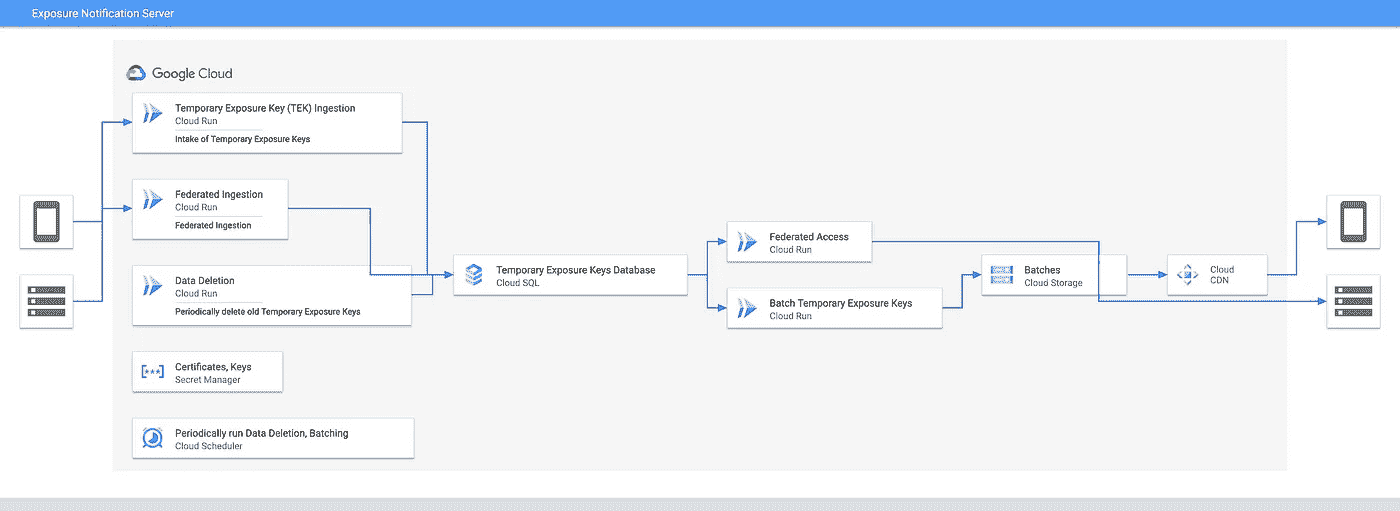 Exposure Notification Server
Google Cloud
Temporary Exposure Key (TEK) Ingestion
Cloud Run
Intake of Temporary Exposure Keys
Federated Ingestion
Cloud Run
Federated Ingestion
Data Deletion
Cloud Run
Periodically delete old Temporary Exposure Keys
Certificates, Keys
Secret Manager
Periodically run Data Deletion, Batching
Cloud Scheduler
Temporary Exposure Keys Database
Cloud SQL
Federated Access
Cloud Run
Batch Temporary Exposure Keys
Cloud Run
Batches
Cloud Storage
Cloud
CDN